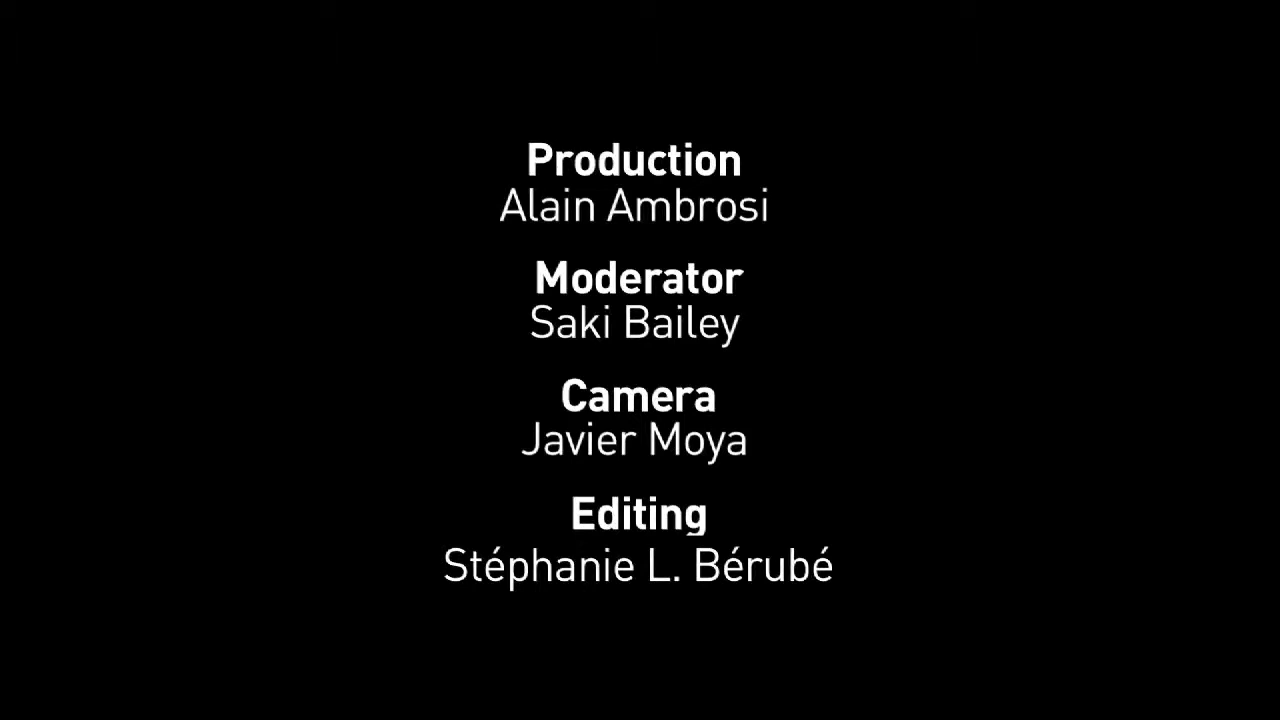 Production
Alain Ambrosi
Moderator
Saki Bailey
Camera
Javier Moya
Editing
Stéphanie L. Bérubé